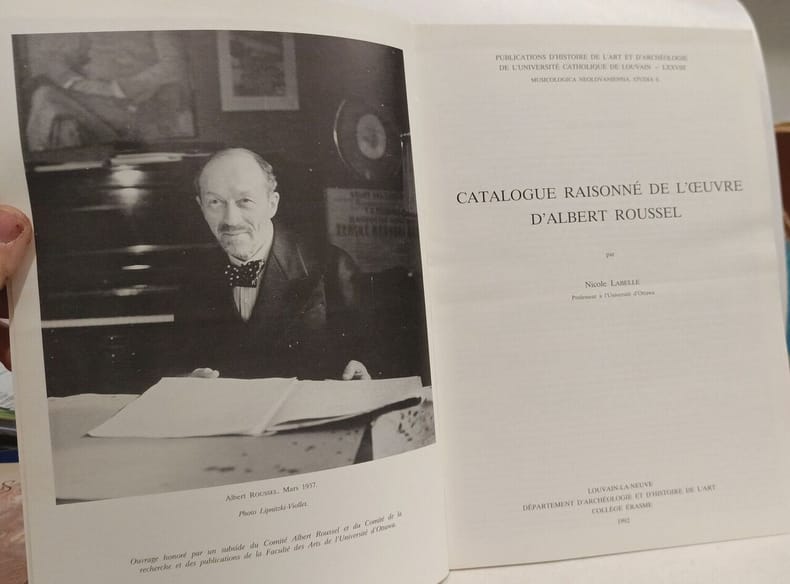 Albert ROUSSEL. Mars 1937.
Photo Lipnitzki-Viollet.
Ouvrage honoré par un subside du Comité Albert Roussel et du Comité de la
recherche et des publications de la Faculté des Arts de l'Université d'Ottawa.
PUBLICATIONS D'HISTOIRE DE L'ART ET D'ARCHÉOLOGIE
DE L'UNIVERSITÉ CATHOLIQUE DE LOUVAIN – LXXVIII
MUSICOLOGICA NEOLOVANIENSIA, STUDIA 6.
CATALOGUE RAISONNÉ DE L'ŒUVRE
D'ALBERT ROUSSEL
par
Nicole LABELLE
Professeur à l'Université d'Ottawa
LOUVAIN-LA-NEUVE
DÉPARTEMENT D'ARCHÉOLOGIE ET D'HISTOIRE DE L'ART
COLLÈGE ÉRASME
1992